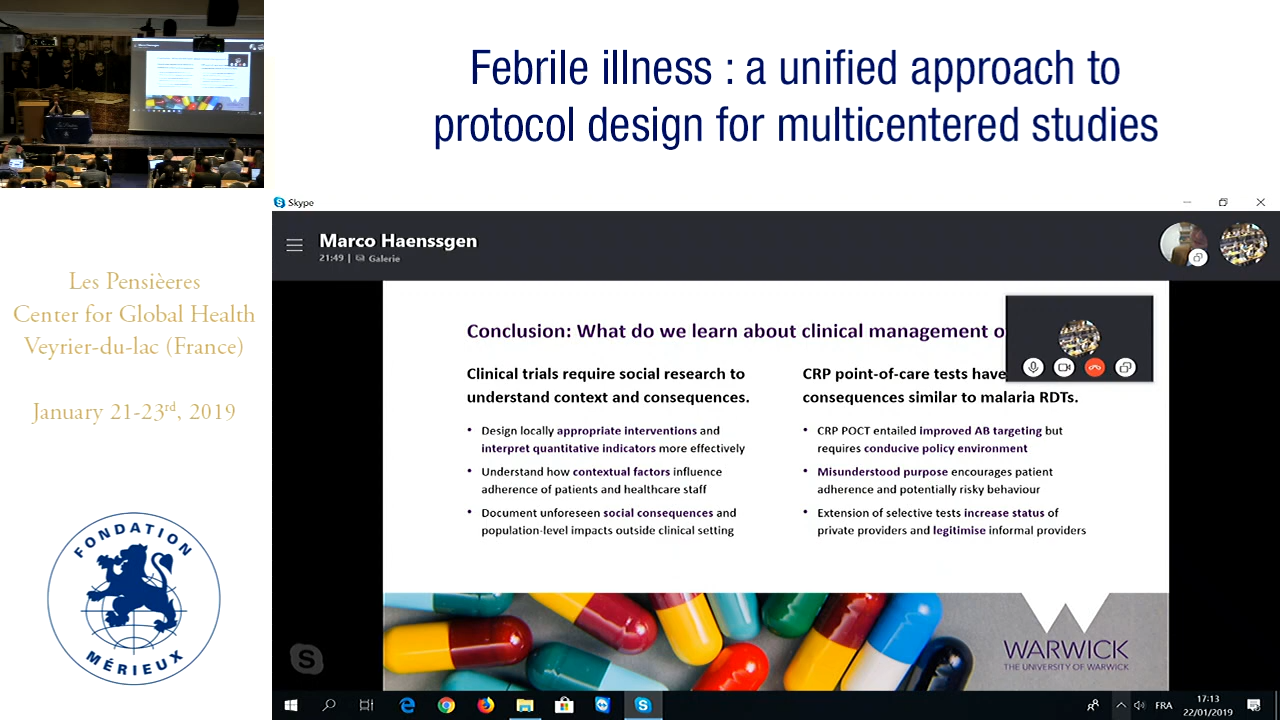 Febrile illness : a unified approach to
protocol design for multicentered studies
Les Pensièeres
Center for Global Health
Veyrier-du-lac (France)
January 21-23rd, 2019
FONDATION
MÉRIEUX
Skype
Marco Haenssgen
21:49 | Galerie
Conclusion: What do we learn about clinical management o
Clinical trials require social research to
understand context and consequences.
• Design locally appropriate interventions and
interpret quantitative indicators more effectively
• Understand how contextual factors influence
adherence of patients and healthcare staff
• Document unforeseen social consequences and
population-level impacts outside clinical setting
CRP point-of-care tests have
consequences similar to malaria RDTs.
• CRP POCT entailed improved AB targeting but
requires conducive policy environment
• Misunderstood purpose encourages patient
adherence and potentially risky behaviour
• Extension of selective tests increase status of
private providers and legitimise informal providers
WARWICK
THE UNIVERSITY OF WARWICK
FRA
17:13
22/01/2019